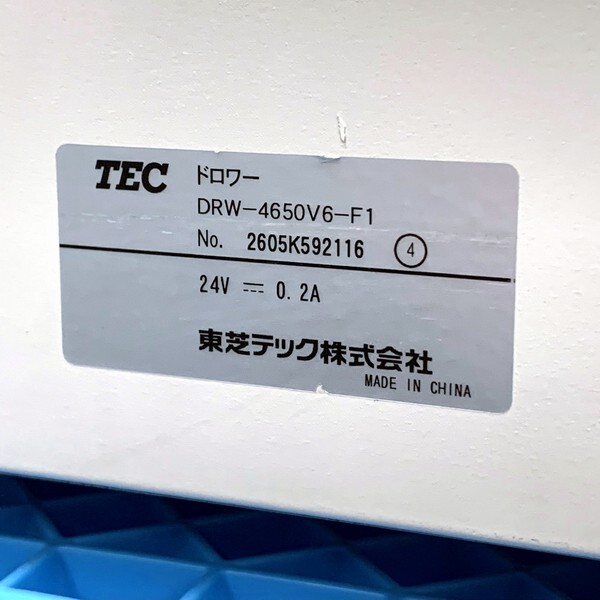 TEC ドロワー
DRW-4650V6-F1
No. 2605K592116 ④
24V ⎓ 0.2A
東芝テック株式会社
MADE IN CHINA